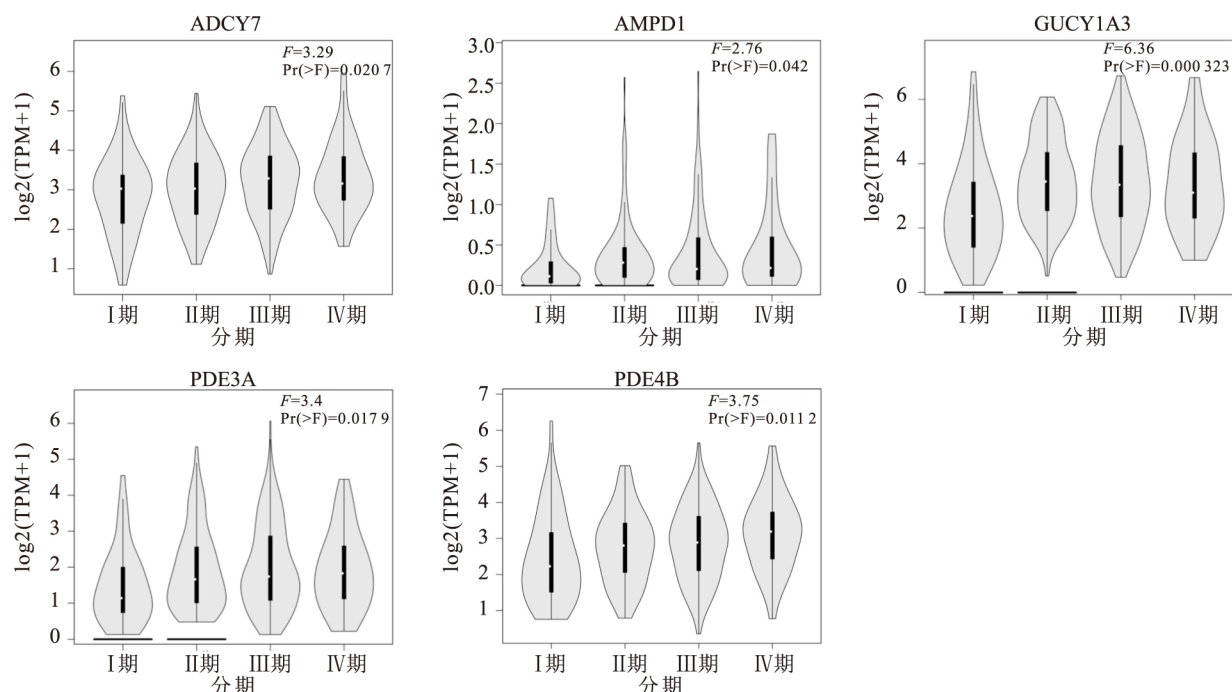 ADCY7
F=3.29
Pr(>F)=0.020 7
log2(TPM+1)
6
5
4
3
2
1
I期 II期 III期 IV期
分期
AMPD1
F=2.76
Pr(>F)=0.042
log2(TPM+1)
3.0
2.5
2.0
1.5
1.0
0.5
0.0
I期 II期 III期 IV期
分期
GUCY1A3
F=6.36
Pr(>F)=0.000 323
log2(TPM+1)
6
4
2
0
I期 II期 III期 IV期
分期
PDE3A
F=3.4
Pr(>F)=0.017 9
log2(TPM+1)
6
5
4
3
2
1
0
I期 II期 III期 IV期
分期
PDE4B
F=3.75
Pr(>F)=0.011 2
log2(TPM+1)
7
6
5
4
3
2
1
I期 II期 III期 IV期
分期